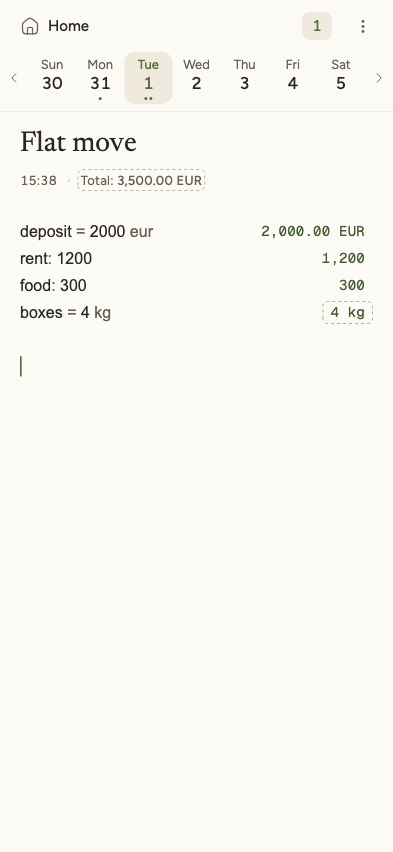 Home
1
Sun Mon Tue Wed Thu Fri Sat
30 31 1 2 3 4 5
Flat move
15:38 · Total: 3,500.00 EUR
deposit = 2000 eur 2,000.00 EUR
rent: 1200 1,200
food: 300 300
boxes = 4 kg 4 kg